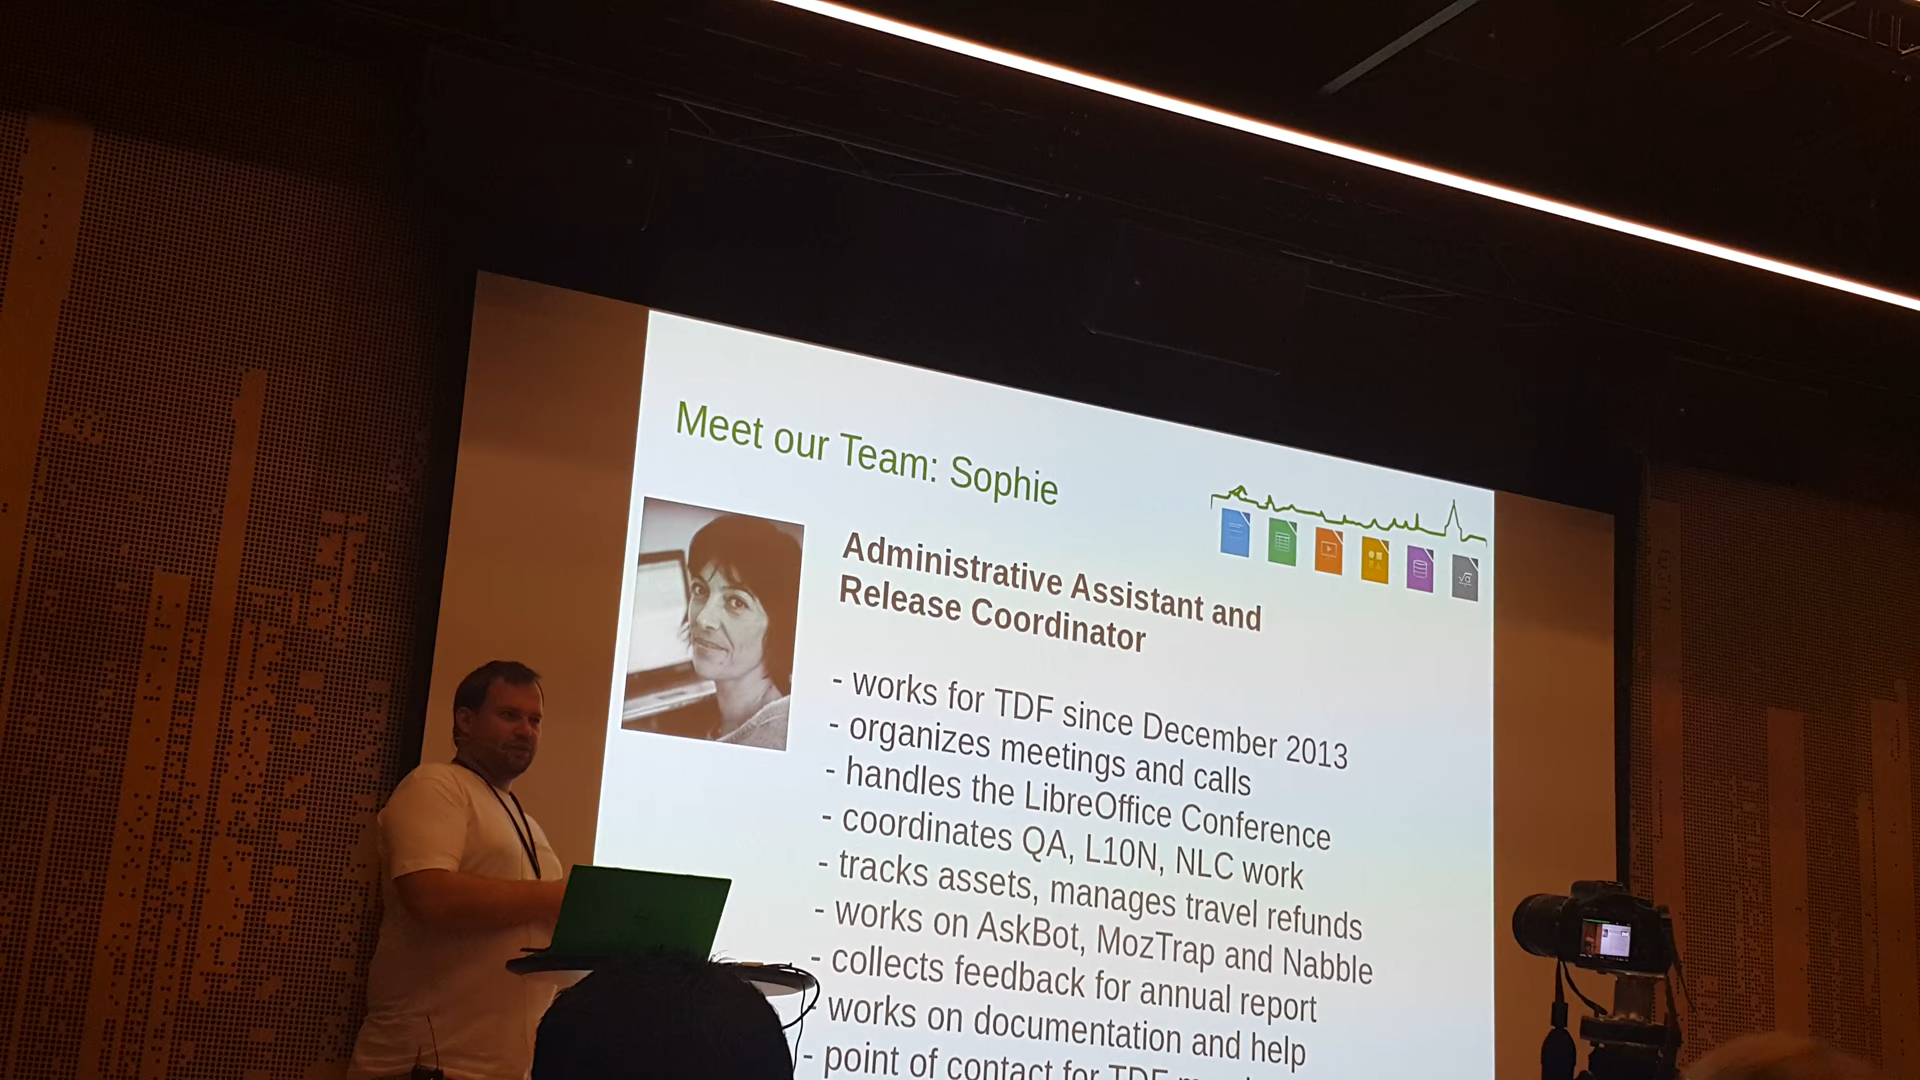 Meet our Team: Sophie
Administrative Assistant and
Release Coordinator
- works for TDF since December 2013
- organizes meetings and calls
- handles the LibreOffice Conference
- coordinates QA, L10N, NLC work
- tracks assets, manages travel refunds
- works on AskBot, MozTrap and Nabble
- collects feedback for annual report
- works on documentation and help
- point of contact for TDF